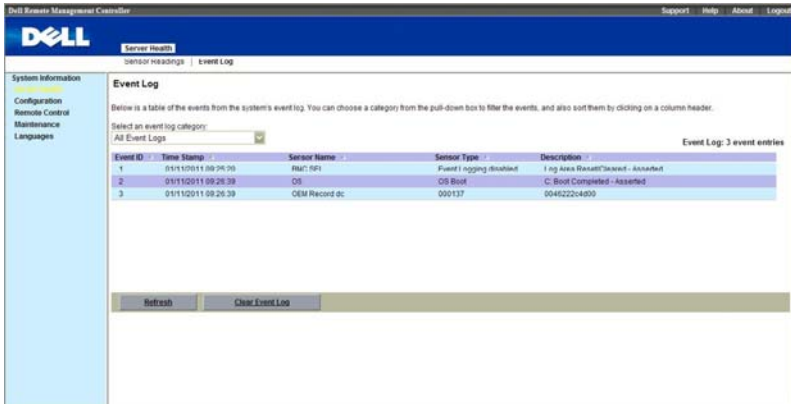 Dell Remote Management Controller
Support Help About Logout
DELL
Server Health
Sensor Readings | Event Log
System Information
Configuration
Remote Control
Maintenance
Languages
Event Log
Below is a table of the events from the system's event log. You can choose a category from the pull-down box to filter the events, and also sort them by clicking on a column header.
Select an event log category:
All Event Logs
Event Log: 3 event entries
Event ID Time Stamp Sensor Name Sensor Type Description
1 01/11/2011 09:25:29 BMC SEL Event Logging disabled Log Area Reset/Cleared - Asserted
2 01/11/2011 09:26:39 OS OS Boot C: Boot Completed - Asserted
3 01/11/2011 09:26:39 OEM Record dc 000137 0046222c4d00
Refresh Clear Event Log